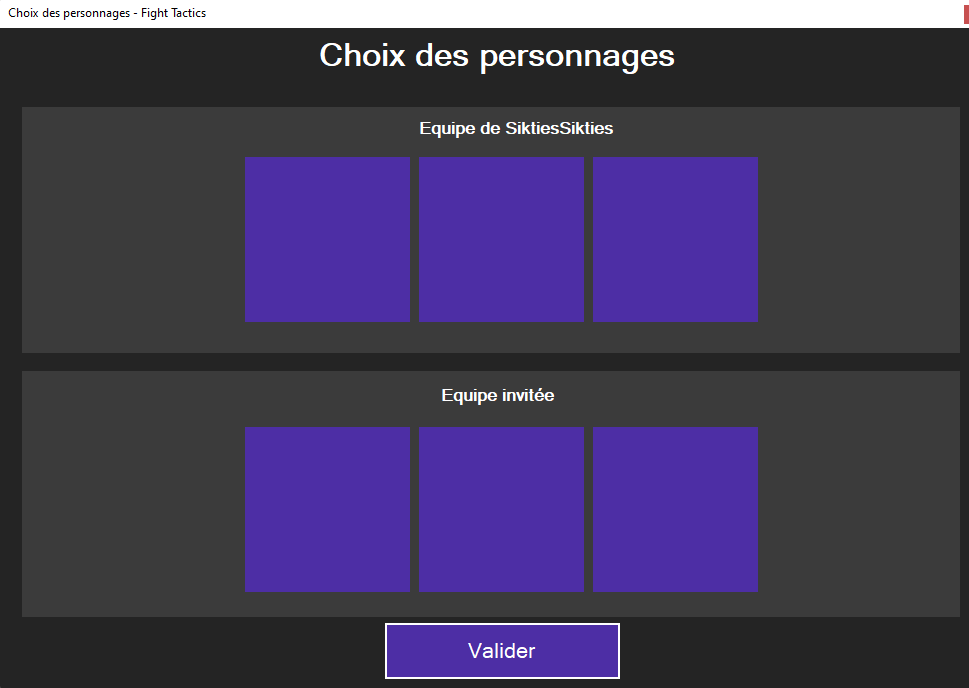 Choix des personnages - Fight Tactics
Choix des personnages
Equipe de SiktiesSikties
Equipe invitée
Valider